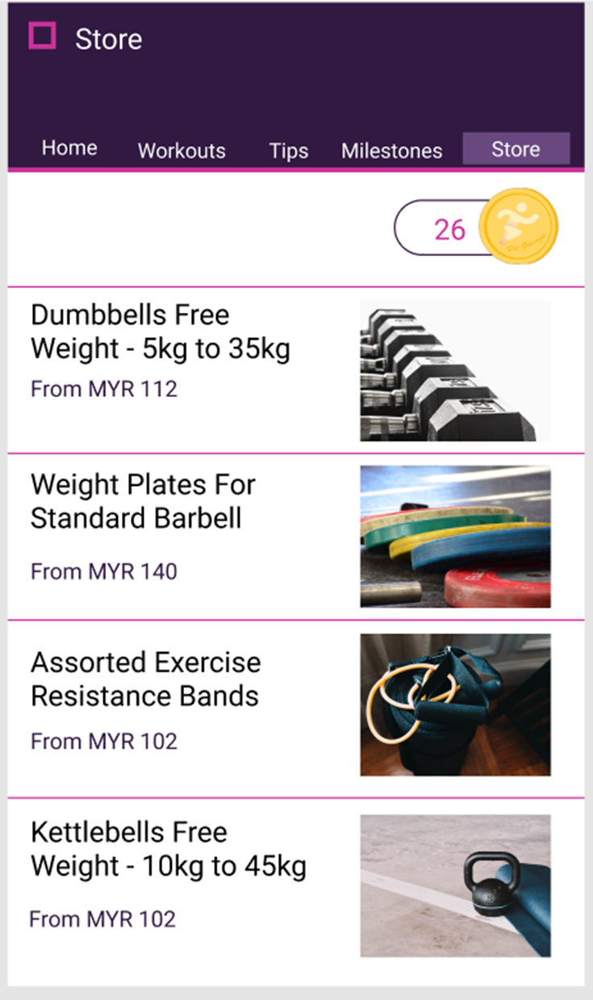 Store
Home Workouts Tips Milestones Store
26
Dumbbells Free
Weight - 5kg to 35kg
From MYR 112
Weight Plates For
Standard Barbell
From MYR 140
Assorted Exercise
Resistance Bands
From MYR 102
Kettlebells Free
Weight - 10kg to 45kg
From MYR 102